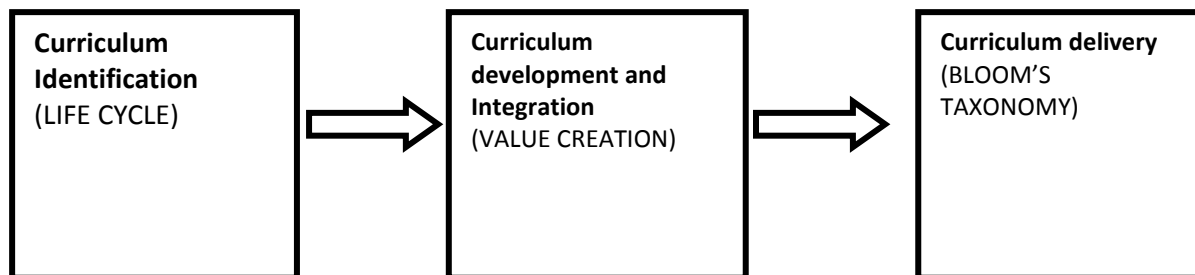 Curriculum
Identification
(LIFE CYCLE)
Curriculum
development and
Integration
(VALUE CREATION)
Curriculum delivery
(BLOOM’S
TAXONOMY)